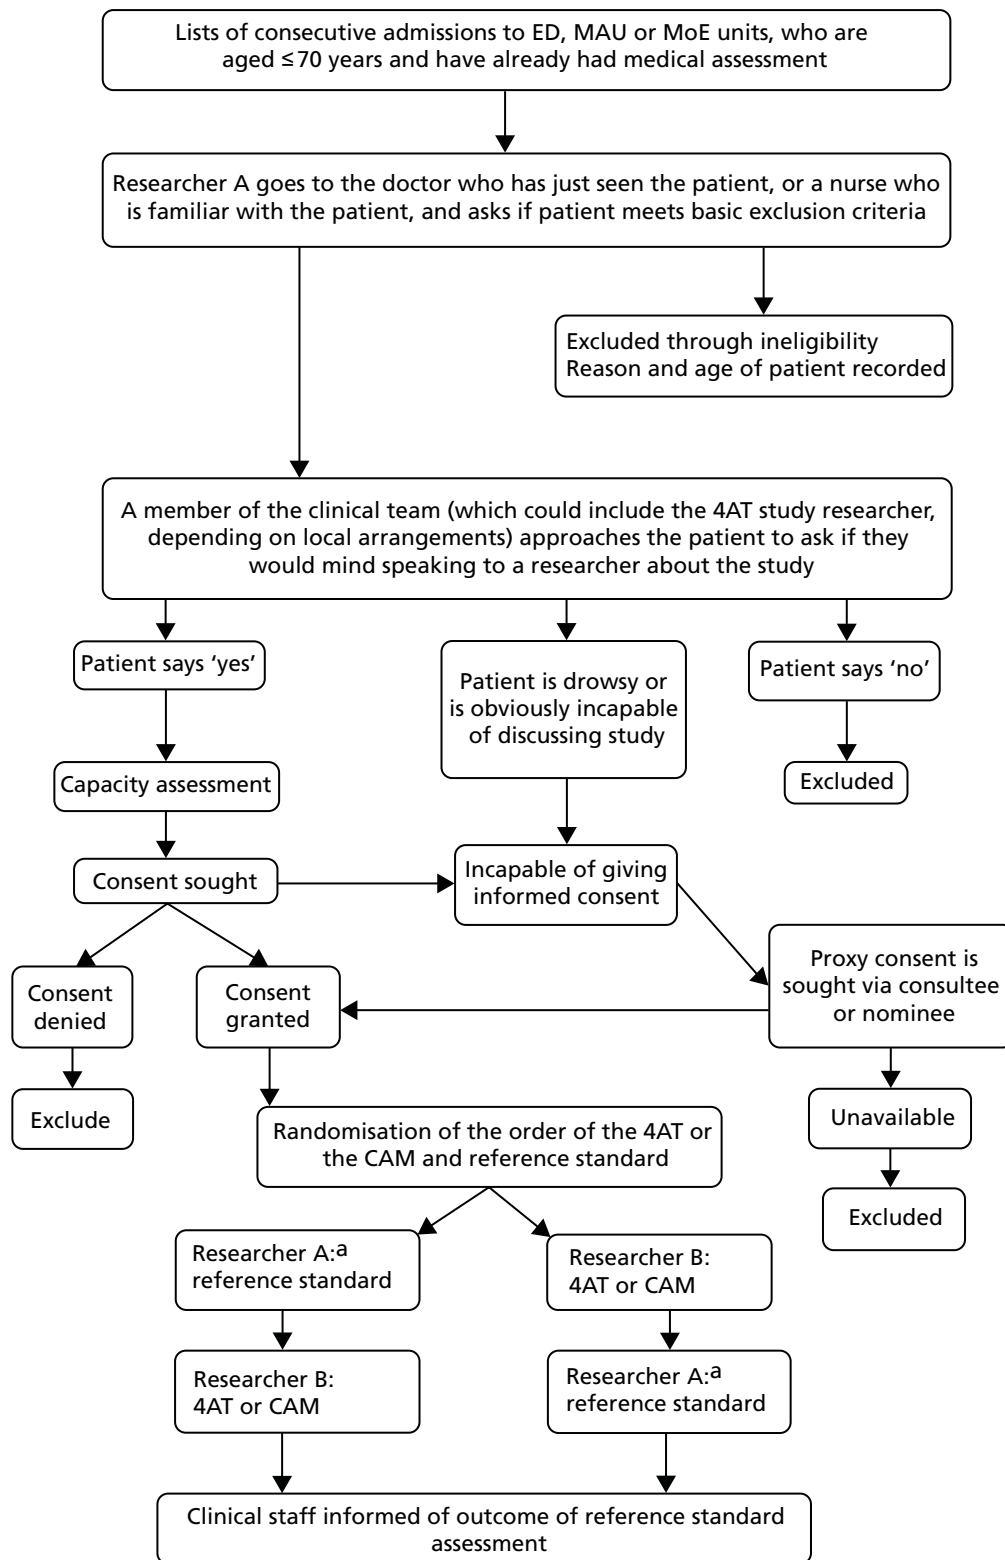 Lists of consecutive admissions to ED, MAU or MoE units, who are
aged ≤70 years and have already had medical assessment
Researcher A goes to the doctor who has just seen the patient, or a nurse who
is familiar with the patient, and asks if patient meets basic exclusion criteria
Excluded through ineligibility
Reason and age of patient recorded
A member of the clinical team (which could include the 4AT study researcher,
depending on local arrangements) approaches the patient to ask if they
would mind speaking to a researcher about the study
Patient says ‘yes’
Patient is drowsy or
is obviously incapable
of discussing study
Patient says ‘no’
Capacity assessment
Excluded
Consent sought
Incapable of giving
informed consent
Proxy consent is
sought via consultee
or nominee
Consent
denied
Consent
granted
Exclude
Unavailable
Randomisation of the order of the 4AT or
the CAM and reference standard
Excluded
Researcher A:a
reference standard
Researcher B:
4AT or CAM
Researcher B:
4AT or CAM
Researcher A:a
reference standard
Clinical staff informed of outcome of reference standard
assessment